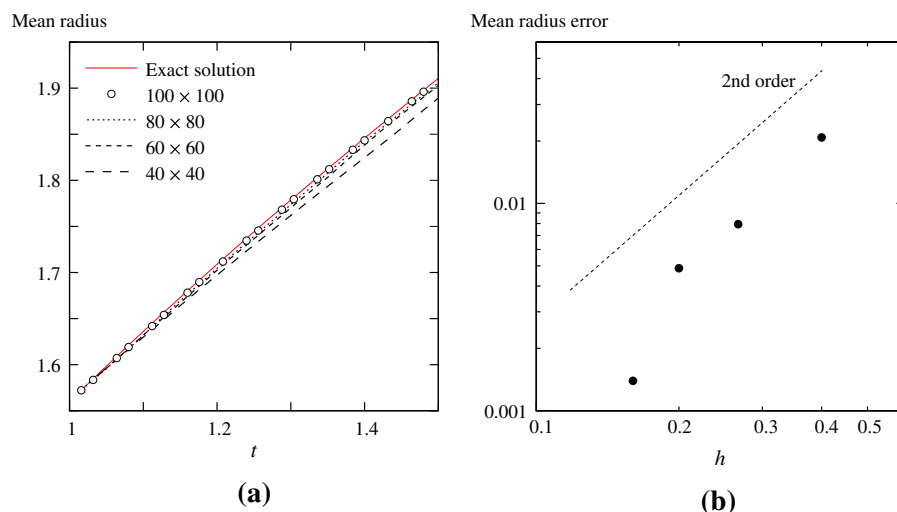 Mean radius
1.9
1.8
1.7
1.6
1
1.2
1.4
t
Exact solution
100 × 100
80 × 80
60 × 60
40 × 40
(a)
Mean radius error
2nd order
0.01
0.001
0.1
0.2
0.3
0.4
0.5
h
(b)